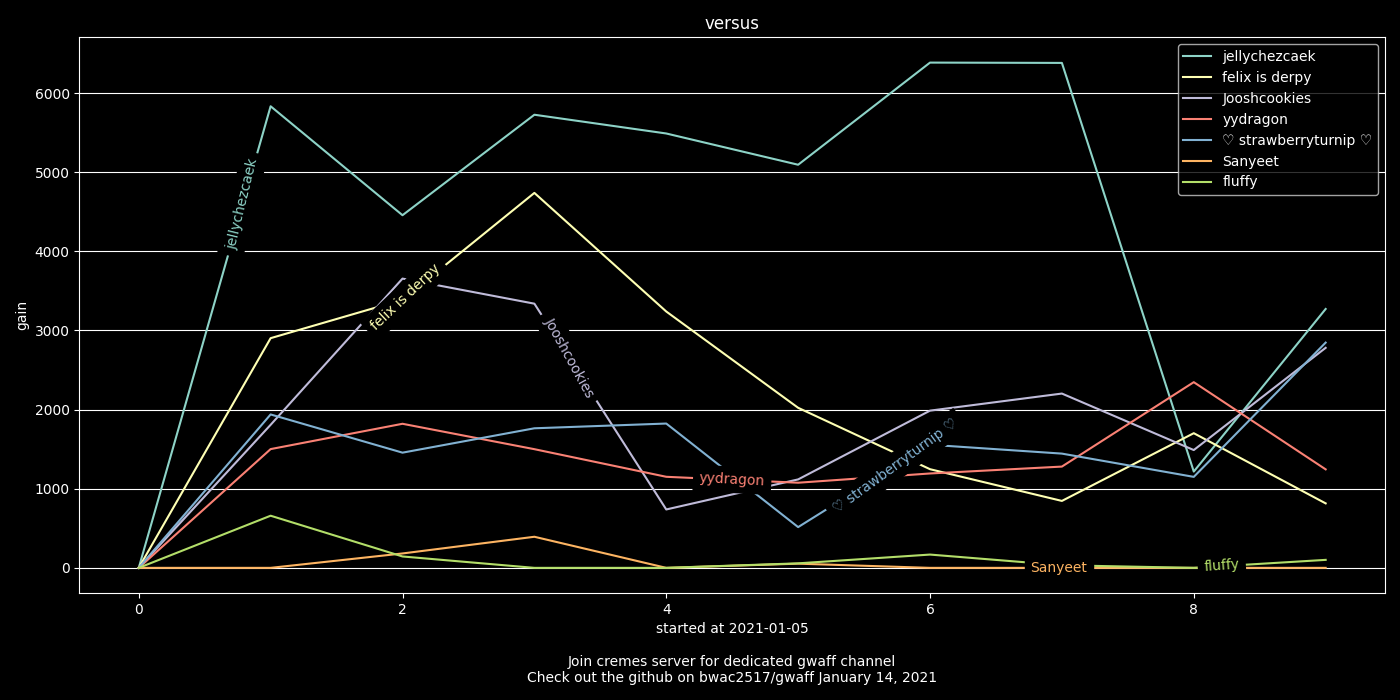 versus
jellychezcaek
felix is derpy
Jooshcookies
yydragon
♡ strawberryturnip ♡
Sanyeet
fluffy
6000
5000
4000
3000
2000
1000
0
gain
jellychezcaek
felix is derpy
Jooshcookies
yydragon
♡ strawberryturnip ♡
Sanyeet
fluffy
0 2 4 6 8
started at 2021-01-05
Join cremes server for dedicated gwaff channel
Check out the github on bwac2517/gwaff January 14, 2021